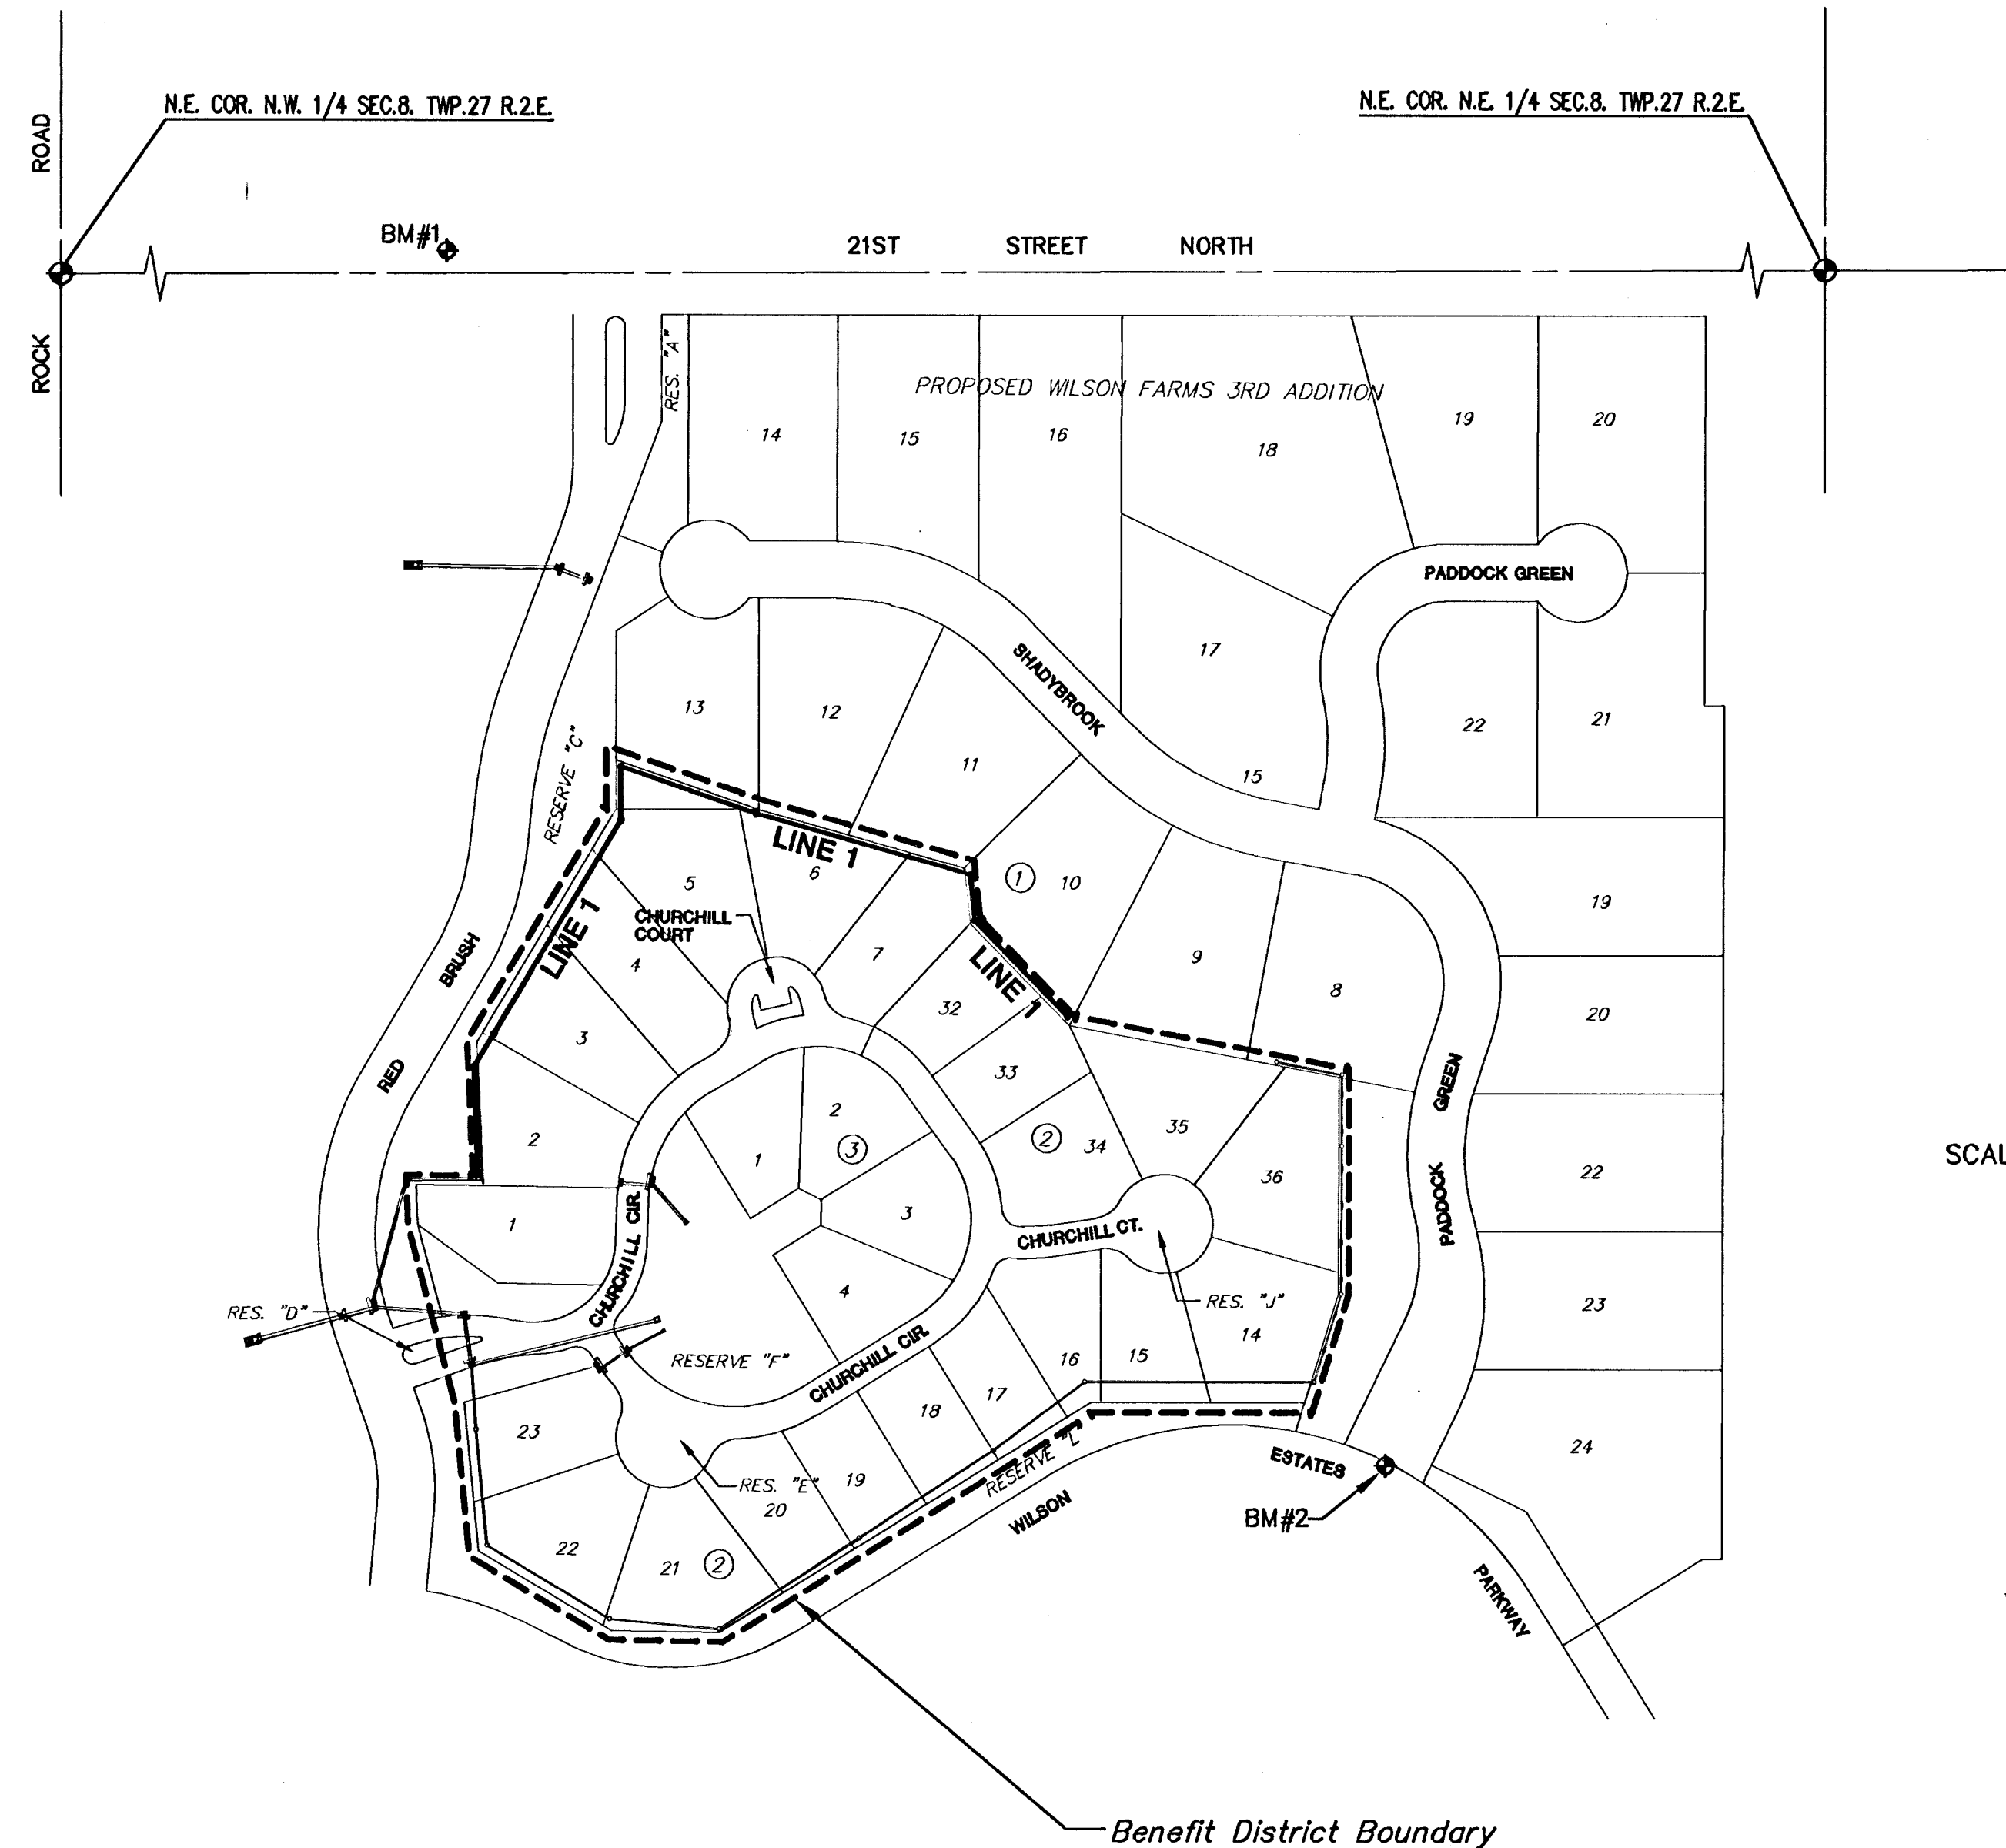 N.E. COR. N.W. 1/4 SEC.8. TWP.27 R.2.E.
N.E. COR. N.E. 1/4 SEC.8. TWP.27 R.2.E.
ROAD
ROCK
BM#1
21ST STREET NORTH
RES. "A"
PROPOSED WILSON FARMS 3RD ADDITION
14
15
16
18
19
20
PADDOCK GREEN
SHADYBROOK
17
13
12
11
15
22
21
RESERVE "C"
LINE 1
5
6
1
10
19
CHURCHILL
COURT
LINE 1
4
7
9
8
LINE 1
BRUSH
RED
3
32
20
33
GREEN
PADDOCK
2
2
3
1
2
34
35
36
22
SCAL
1
3
CHURCHILL CIR.
CHURCHILL CT.
4
RES. "D"
RES. "J"
14
23
RESERVE "F"
CHURCHILL CIR.
16
15
17
18
23
19
RES. "E"
20
RESERVE "L"
WILSON
ESTATES
PARKWAY
BM#2
24
22
21
2
Benefit District Boundary